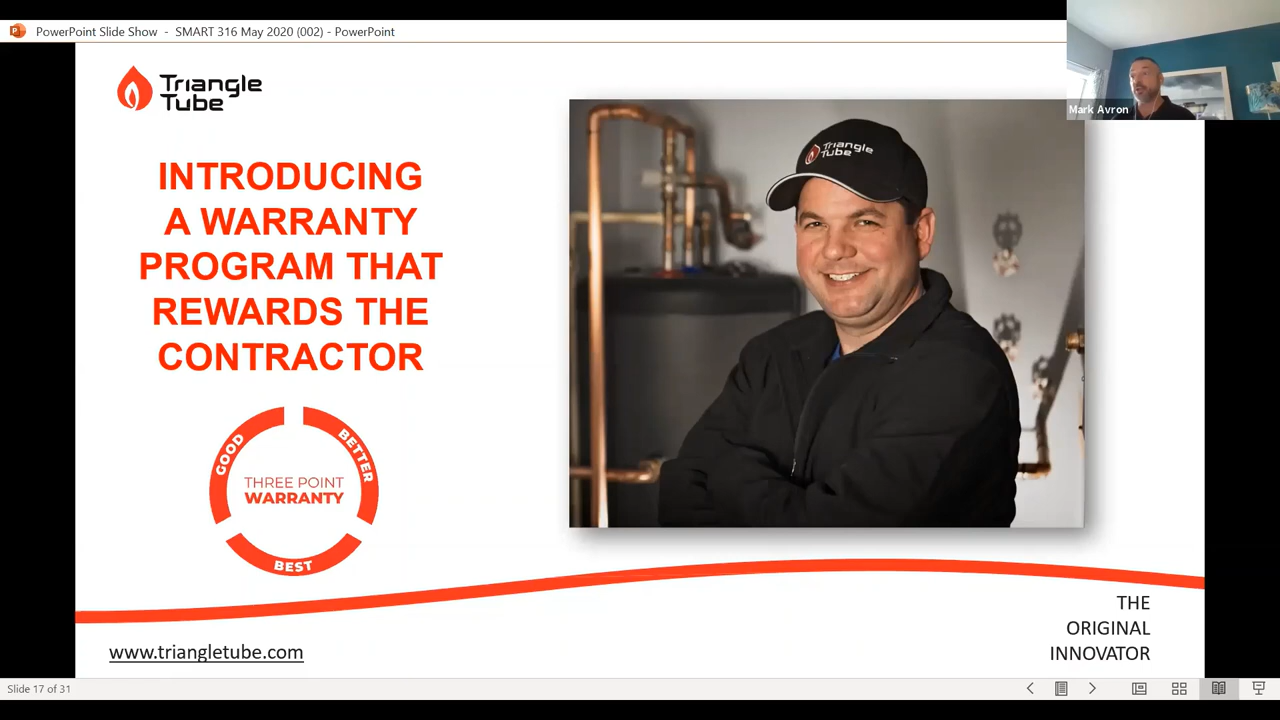 PowerPoint Slide Show - SMART 316 May 2020 (002) - PowerPoint
Mark Avron
Triangle
Tube
INTRODUCING
A WARRANTY
PROGRAM THAT
REWARDS THE
CONTRACTOR
Triangle
Tube
GOOD
BETTER
THREE POINT
WARRANTY
BEST
THE
ORIGINAL
INNOVATOR
www.triangletube.com
Slide 17 of 31